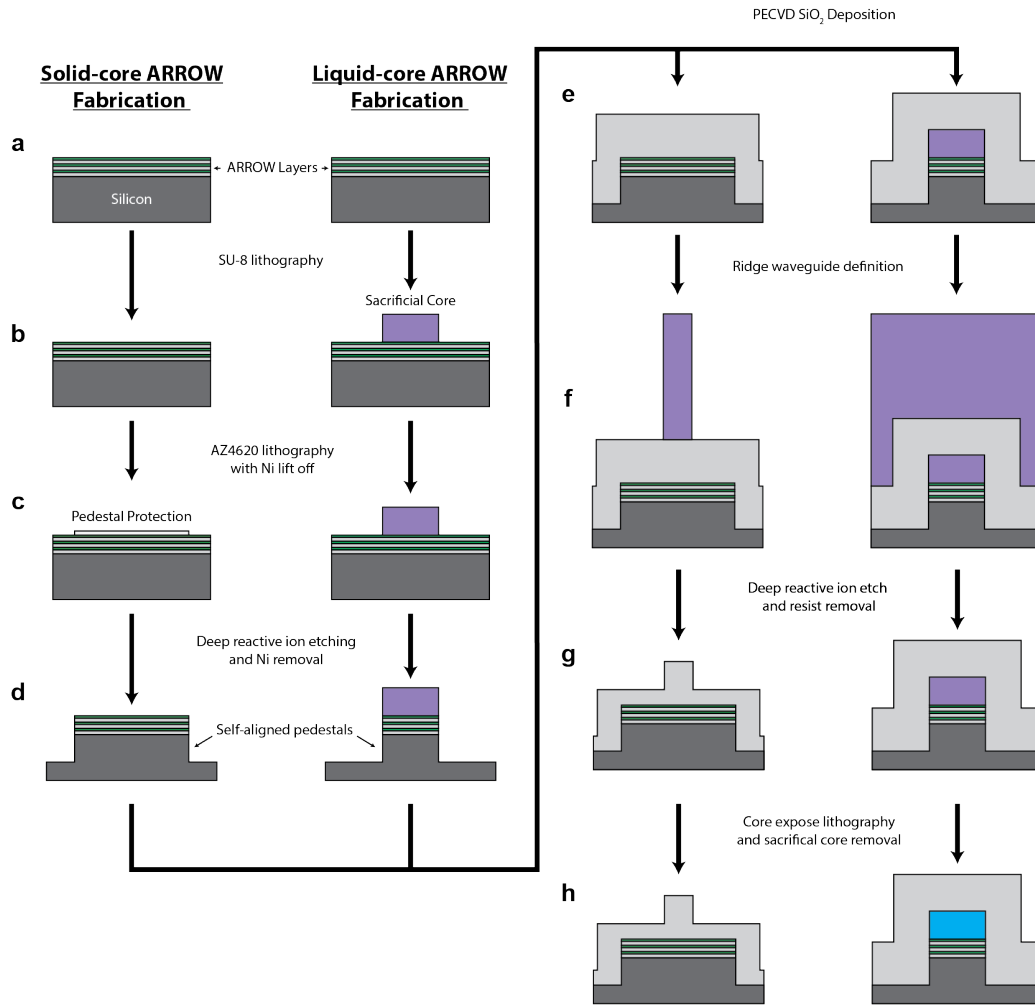 PECVD SiO2 Deposition
Solid-core ARROW
Fabrication
Liquid-core ARROW
Fabrication
a
ARROW Layers
Silicon
SU-8 lithography
Sacrificial Core
b
AZ4620 lithography
with Ni lift off
c
Pedestal Protection
Deep reactive ion etching
and Ni removal
d
Self-aligned pedestals
e
Ridge waveguide definition
f
Deep reactive ion etch
and resist removal
g
Core expose lithography
and sacrifical core removal
h